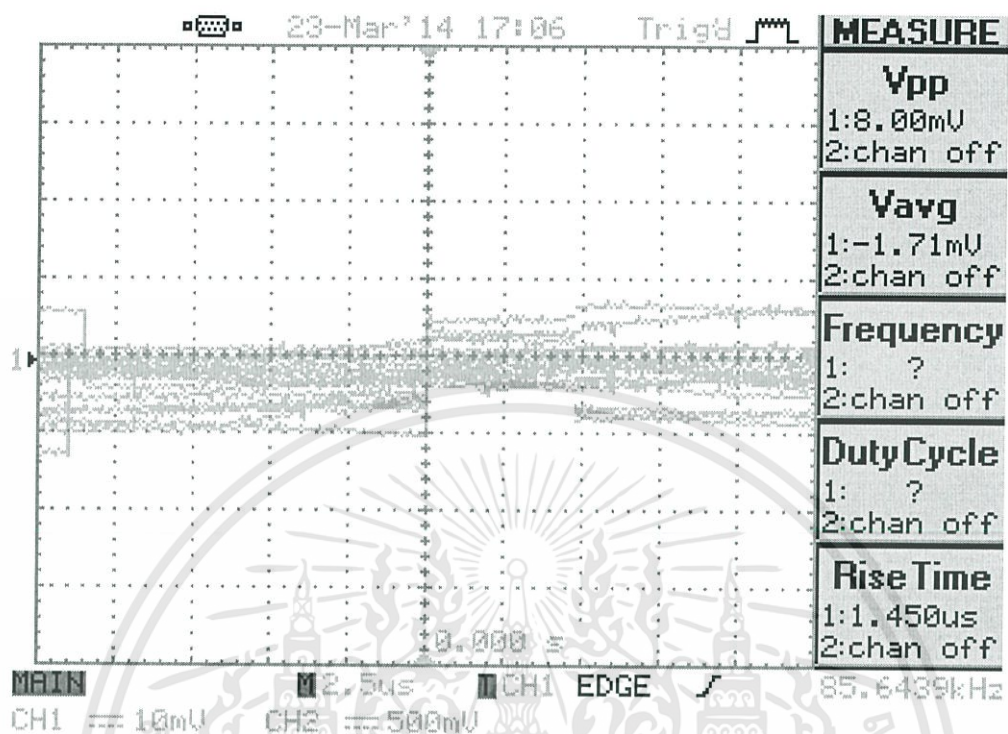 23-Mar'14 17:06 Trig'd
MEASURE
Vpp
1:8.00mV
2:chan off
Vavg
1:-1.71mV
2:chan off
Frequency
1: ?
2:chan off
Duty Cycle
1: ?
2:chan off
Rise Time
1:1.450us
2:chan off
1
0.000 s
MAIN M 2.5us T CH1 EDGE 85.6439kHz
CH1 10mV CH2 500mV